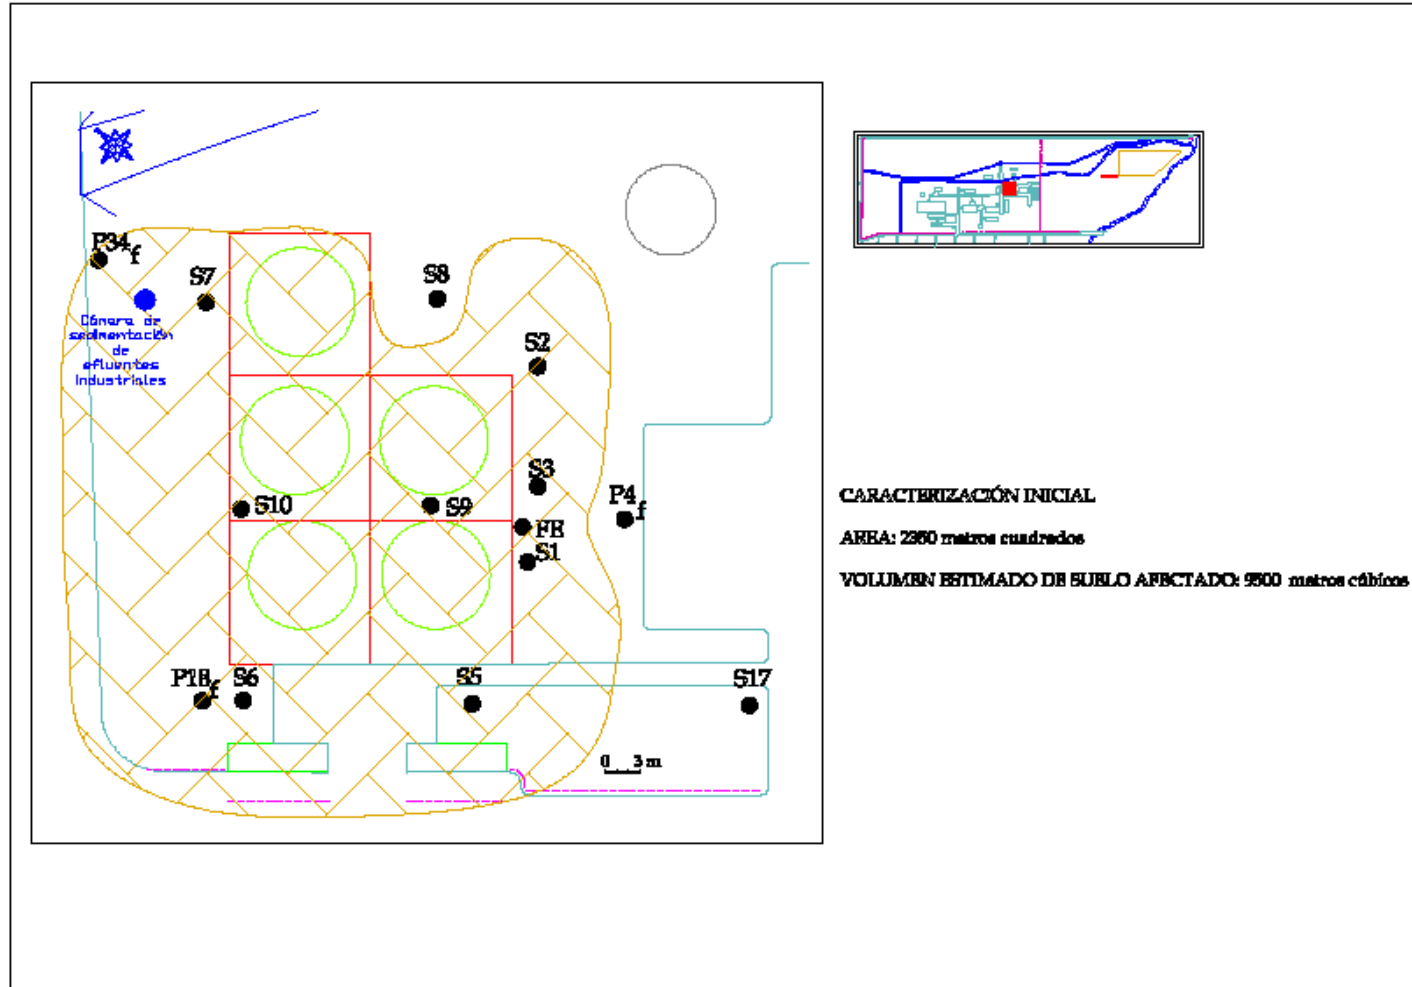 P34f
S7
S8
Cámara de
sedimentación
de
efluentes
industriales
S2
S3
S10
S9
P4f
FE
S1
P18f
S6
S5
S17
0 3 m
CARACTERIZACIÓN INICIAL
AREA: 2350 metros cuadrados
VOLUMEN ESTIMADO DE SUELO AFECTADO: 9500 metros cúbicos